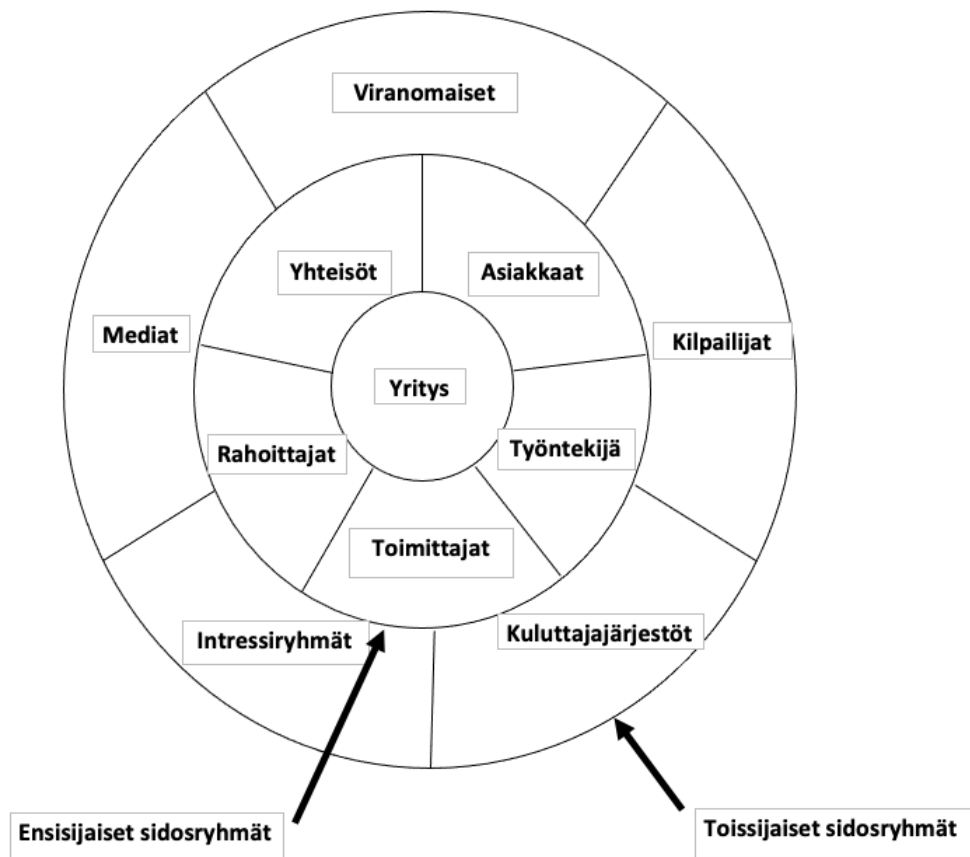 Viranomaiset
Yhteisöt
Asiakkaat
Mediat
Kilpailijat
Yritys
Rahoittajat
Työntekijä
Toimittajat
Intressiryhmät
Kuluttajajärjestöt
Ensisijaiset sidosryhmät
Toissijaiset sidosryhmät